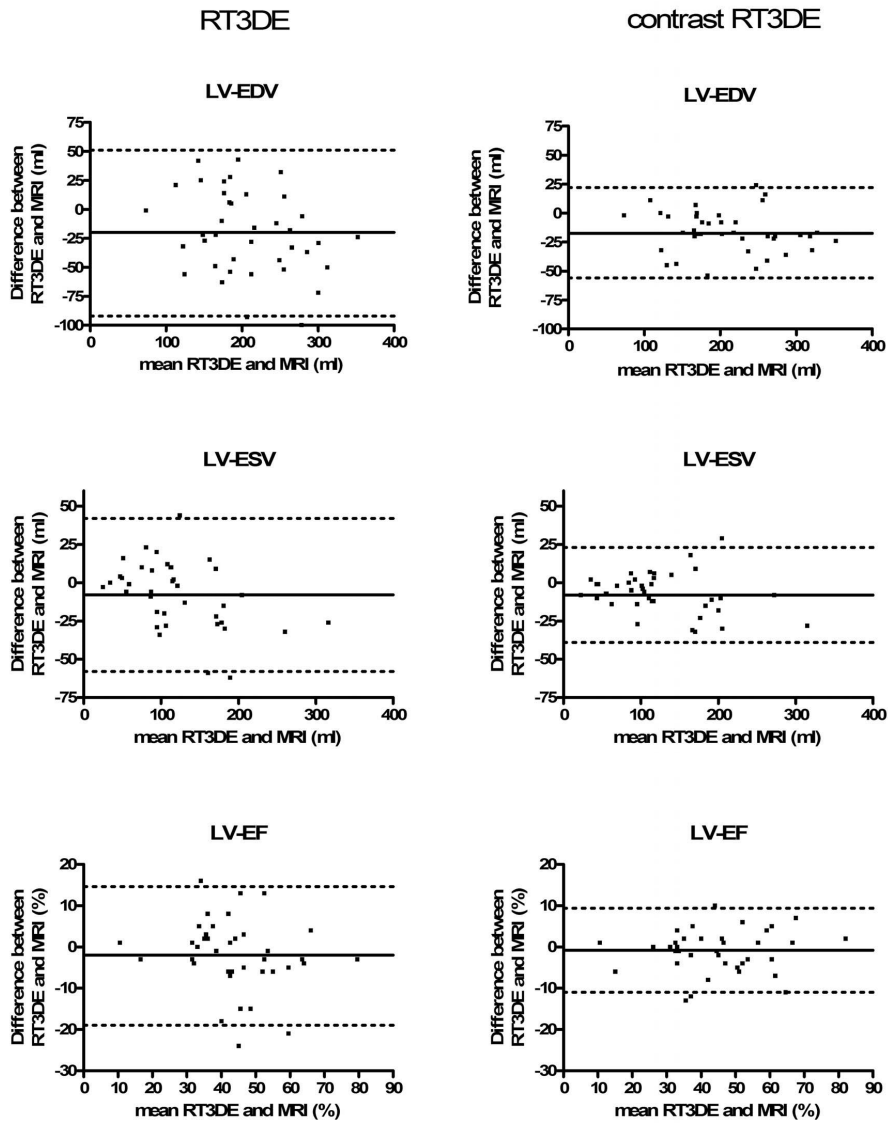 RT3DE
contrast RT3DE
LV-EDV
Difference between
RT3DE and MRI (ml)
75
50
25
0
-25
-50
-75
-100
0 100 200 300 400
mean RT3DE and MRI (ml)
LV-EDV
Difference between
RT3DE and MRI (ml)
75
50
25
0
-25
-50
-75
-100
0 100 200 300 400
mean RT3DE and MRI (ml)
LV-ESV
Difference between
RT3DE and MRI (ml)
50
25
0
-25
-50
-75
0 100 200 300 400
mean RT3DE and MRI (ml)
LV-ESV
Difference between
RT3DE and MRI (ml)
50
25
0
-25
-50
-75
0 100 200 300 400
mean RT3DE and MRI (ml)
LV-EF
Difference between
RT3DE and MRI (%)
20
10
0
-10
-20
-30
0 10 20 30 40 50 60 70 80 90
mean RT3DE and MRI (%)
LV-EF
Difference between
RT3DE and MRI (%)
20
10
0
-10
-20
-30
0 10 20 30 40 50 60 70 80 90
mean RT3DE and MRI (%)